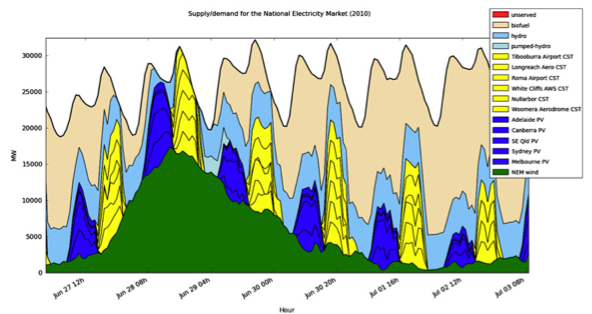 Supply/demand for the National Electricity Market (2010)
unserved
biofuel
hydro
pumped-hydro
Tibooburra Airport CST
Longreach Aero CST
Roma Airport CST
White Cliffs AWS CST
Nullarbor CST
Woomera Aerodrome CST
Adelaide PV
Canberra PV
SE Qld PV
Sydney PV
Melbourne PV
NEM wind
MW
30000
25000
20000
15000
10000
5000
0
Jun 27 12h
Jun 28 08h
Jun 29 04h
Jun 30 00h
Jun 30 20h
Jul 01 16h
Jul 02 12h
Jul 03 08h
Hour